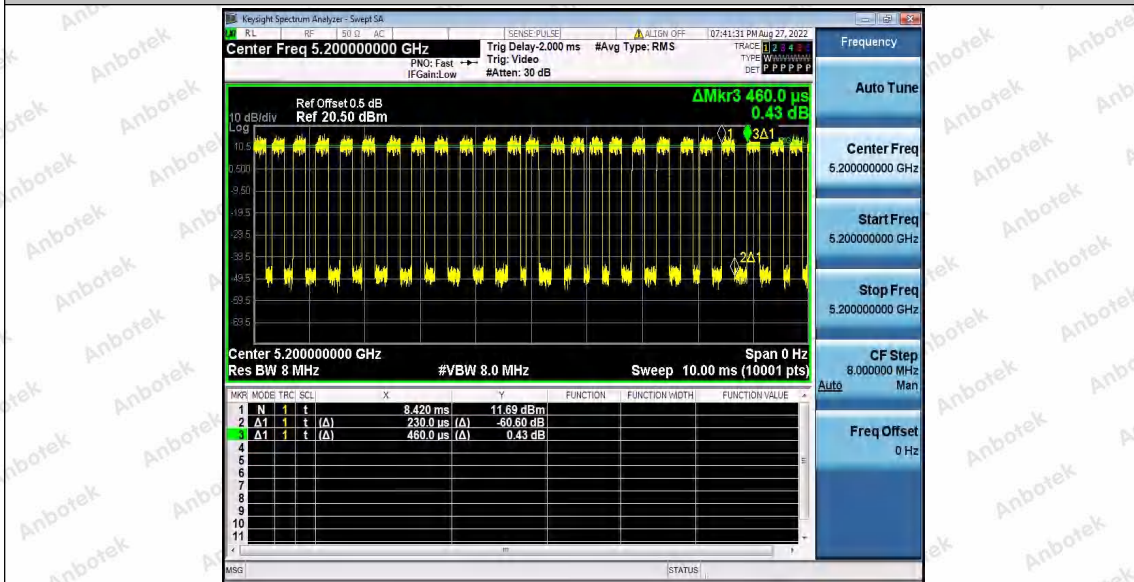 Keysight Spectrum Analyzer - Swept SA
RL RF 50 Ω AC SENSE:PULSE ALIGN OFF 07:41:31 PM Aug 27, 2022
Center Freq 5.200000000 GHz
PNO: Fast
IFGain:Low
Trig Delay-2.000 ms
Trig: Video
#Atten: 30 dB
#Avg Type: RMS
TRACE 1 2 3 4 5 6
TYPE WWWWWW
DET P P P P P P
ΔMkr3 460.0 µs
0.43 dB
Ref Offset 0.5 dB
10 dB/div Ref 20.50 dBm
Log
10.5
0.500
-9.50
-19.5
-29.5
-39.5
-49.5
-59.5
-69.5
1
3Δ1
2Δ1
Center 5.200000000 GHz Span 0 Hz
Res BW 8 MHz #VBW 8.0 MHz Sweep 10.00 ms (10001 pts)
MKR MODE TRC SCL X Y FUNCTION FUNCTION WIDTH FUNCTION VALUE
1 N 1 t 8.420 ms 11.69 dBm
2 Δ1 1 t (Δ) 230.0 µs (Δ) -60.60 dB
3 Δ1 1 t (Δ) 460.0 µs (Δ) 0.43 dB
4
5
6
7
8
9
10
11
MSG STATUS
Frequency
Auto Tune
Center Freq
5.200000000 GHz
Start Freq
5.200000000 GHz
Stop Freq
5.200000000 GHz
CF Step
8.000000 MHz
Auto Man
Freq Offset
0 Hz
Anbotek